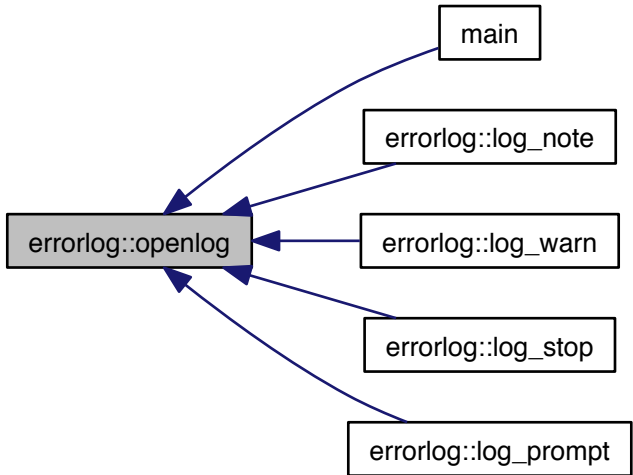 main
errorlog::log_note
errorlog::openlog
errorlog::log_warn
errorlog::log_stop
errorlog::log_prompt